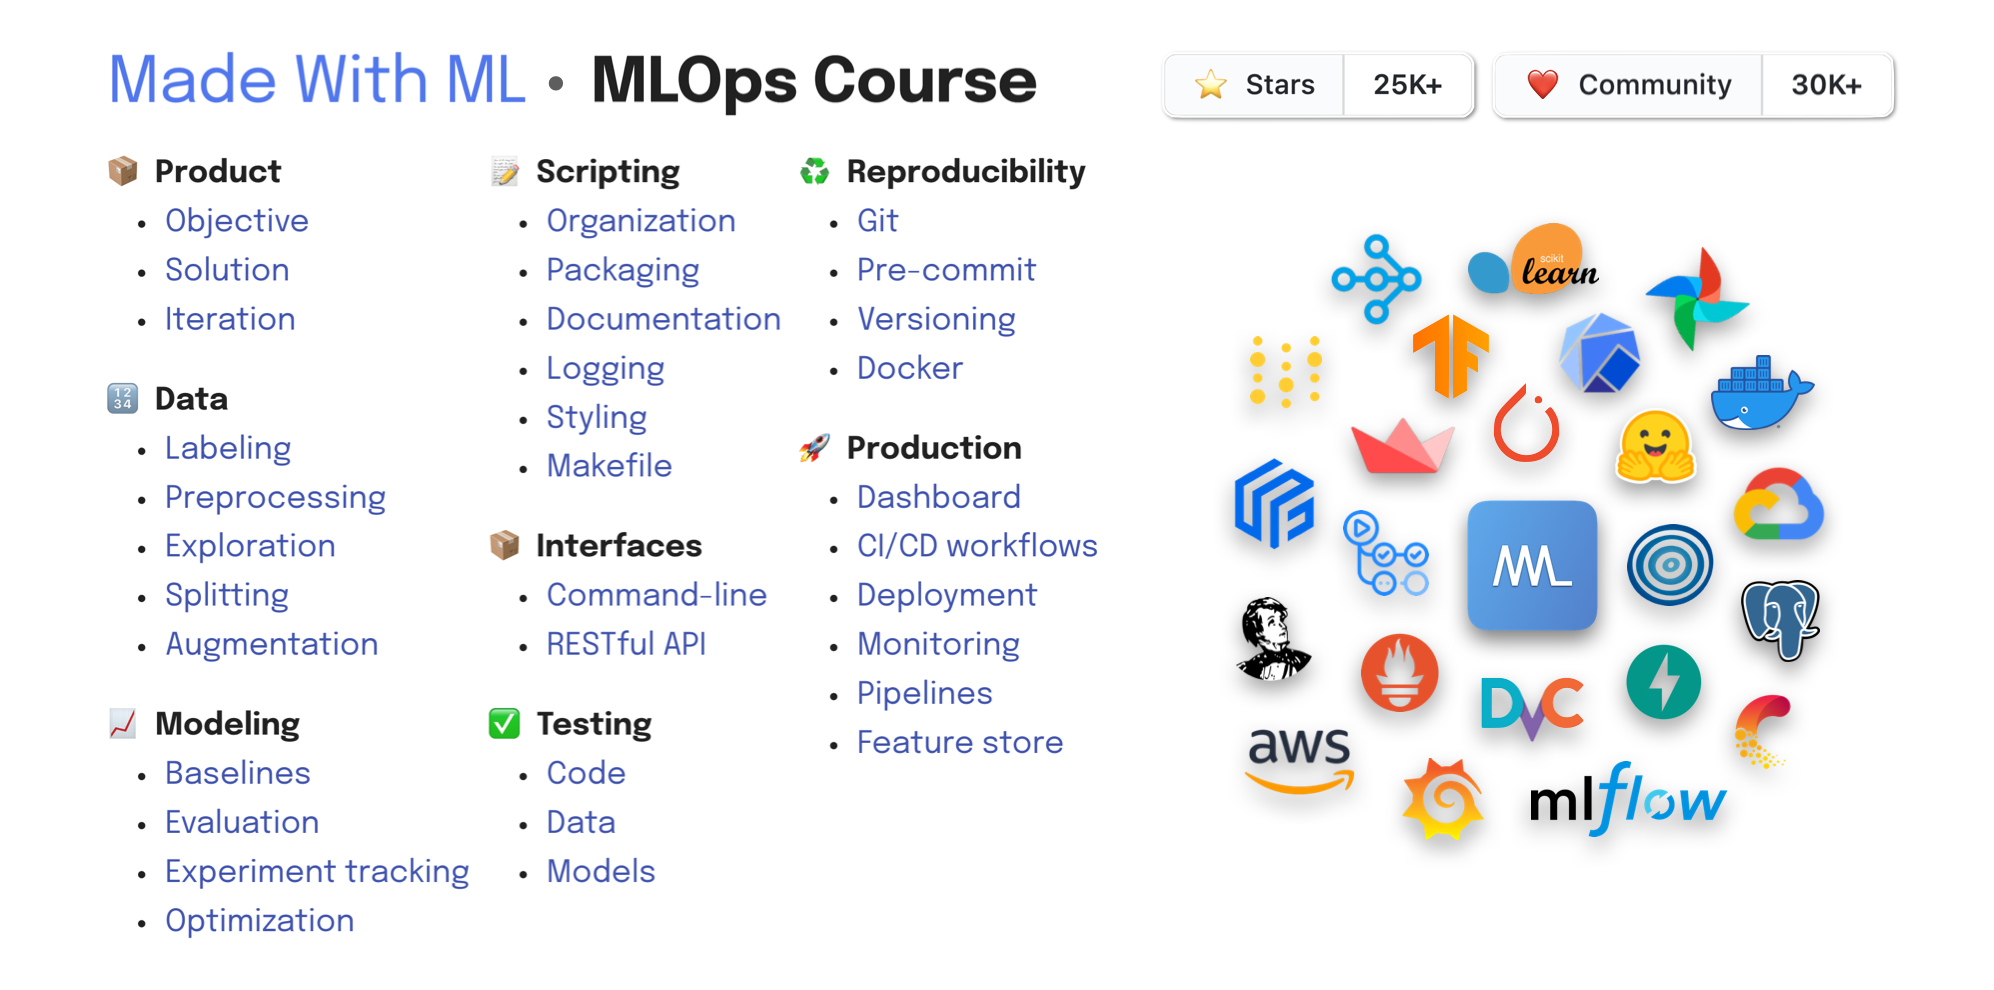 Made With ML • MLOps Course
Stars 25K+
Community 30K+
Product
• Objective
• Solution
• Iteration
Data
• Labeling
• Preprocessing
• Exploration
• Splitting
• Augmentation
Modeling
• Baselines
• Evaluation
• Experiment tracking
• Optimization
Scripting
• Organization
• Packaging
• Documentation
• Logging
• Styling
• Makefile
Interfaces
• Command-line
• RESTful API
Testing
• Code
• Data
• Models
Reproducibility
• Git
• Pre-commit
• Versioning
• Docker
Production
• Dashboard
• CI/CD workflows
• Deployment
• Monitoring
• Pipelines
• Feature store
scikit
learn
ML
DVC
aws
mlflow